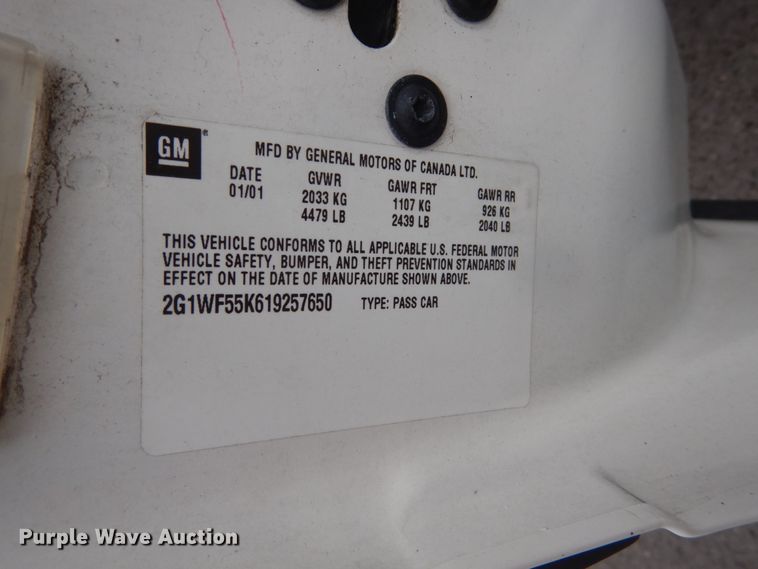 GM ®
MFD BY GENERAL MOTORS OF CANADA LTD.
DATE GVWR GAWR FRT GAWR RR
01/01 2033 KG 1107 KG 926 KG
4479 LB 2439 LB 2040 LB
THIS VEHICLE CONFORMS TO ALL APPLICABLE U.S. FEDERAL MOTOR
VEHICLE SAFETY, BUMPER, AND THEFT PREVENTION STANDARDS IN
EFFECT ON THE DATE OF MANUFACTURE SHOWN ABOVE.
2G1WF55K619257650 TYPE: PASS CAR
Purple Wave Auction